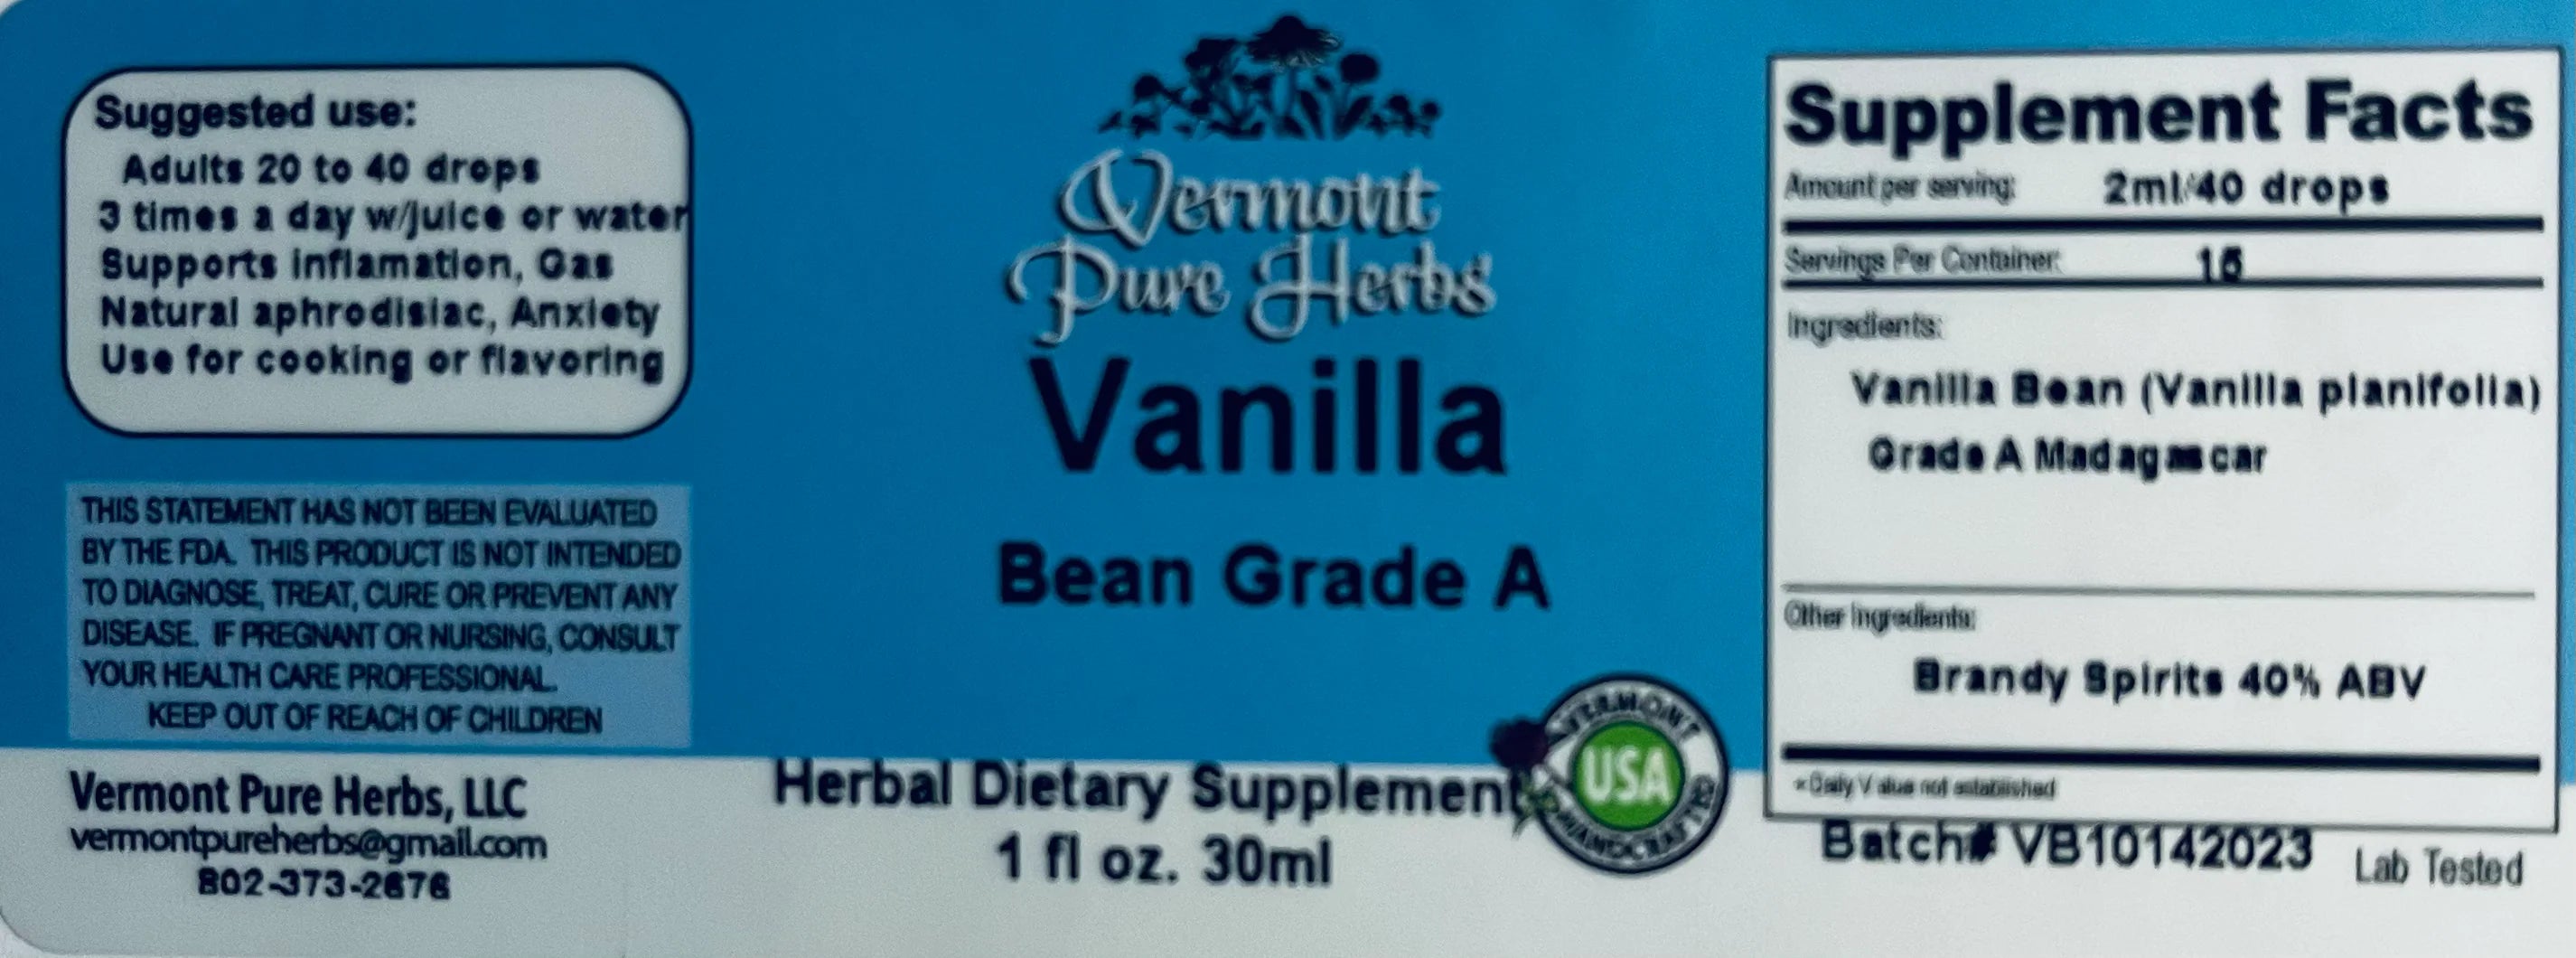 Suggested use:
Adults 20 to 40 drops
3 times a day w/juice or water
Supports inflamation, Gas
Natural aphrodisiac, Anxiety
Use for cooking or flavoring
THIS STATEMENT HAS NOT BEEN EVALUATED
BY THE FDA. THIS PRODUCT IS NOT INTENDED
TO DIAGNOSE, TREAT, CURE OR PREVENT ANY
DISEASE. IF PREGNANT OR NURSING, CONSULT
YOUR HEALTH CARE PROFESSIONAL.
KEEP OUT OF REACH OF CHILDREN
Vermont Pure Herbs, LLC
vermontpureherbs@gmail.com
802-373-2676
Vermont
Pure Herbs
Vanilla
Bean Grade A
Herbal Dietary Supplement
1 fl oz. 30ml
VERMONT
USA
HANDCRAFTED
Supplement Facts
Amount per serving: 2ml/40 drops
Servings Per Container: 15
Ingredients:
Vanilla Bean (Vanilla planifolia)
Grade A Madagascar
Other Ingredients:
Brandy Spirits 40% ABV
*Daily Value not established
Batch# VB10142023
Lab Tested